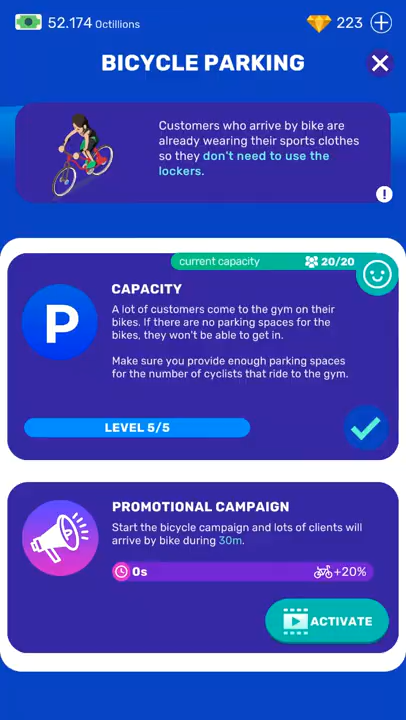 52.174 Octillions
223
BICYCLE PARKING
Customers who arrive by bike are
already wearing their sports clothes
so they don't need to use the
lockers.
!
current capacity 20/20
CAPACITY
P
A lot of customers come to the gym on their
bikes. If there are no parking spaces for the
bikes, they won't be able to get in.
Make sure you provide enough parking spaces
for the number of cyclists that ride to the gym.
LEVEL 5/5
PROMOTIONAL CAMPAIGN
Start the bicycle campaign and lots of clients will
arrive by bike during 30m.
0s
+20%
ACTIVATE